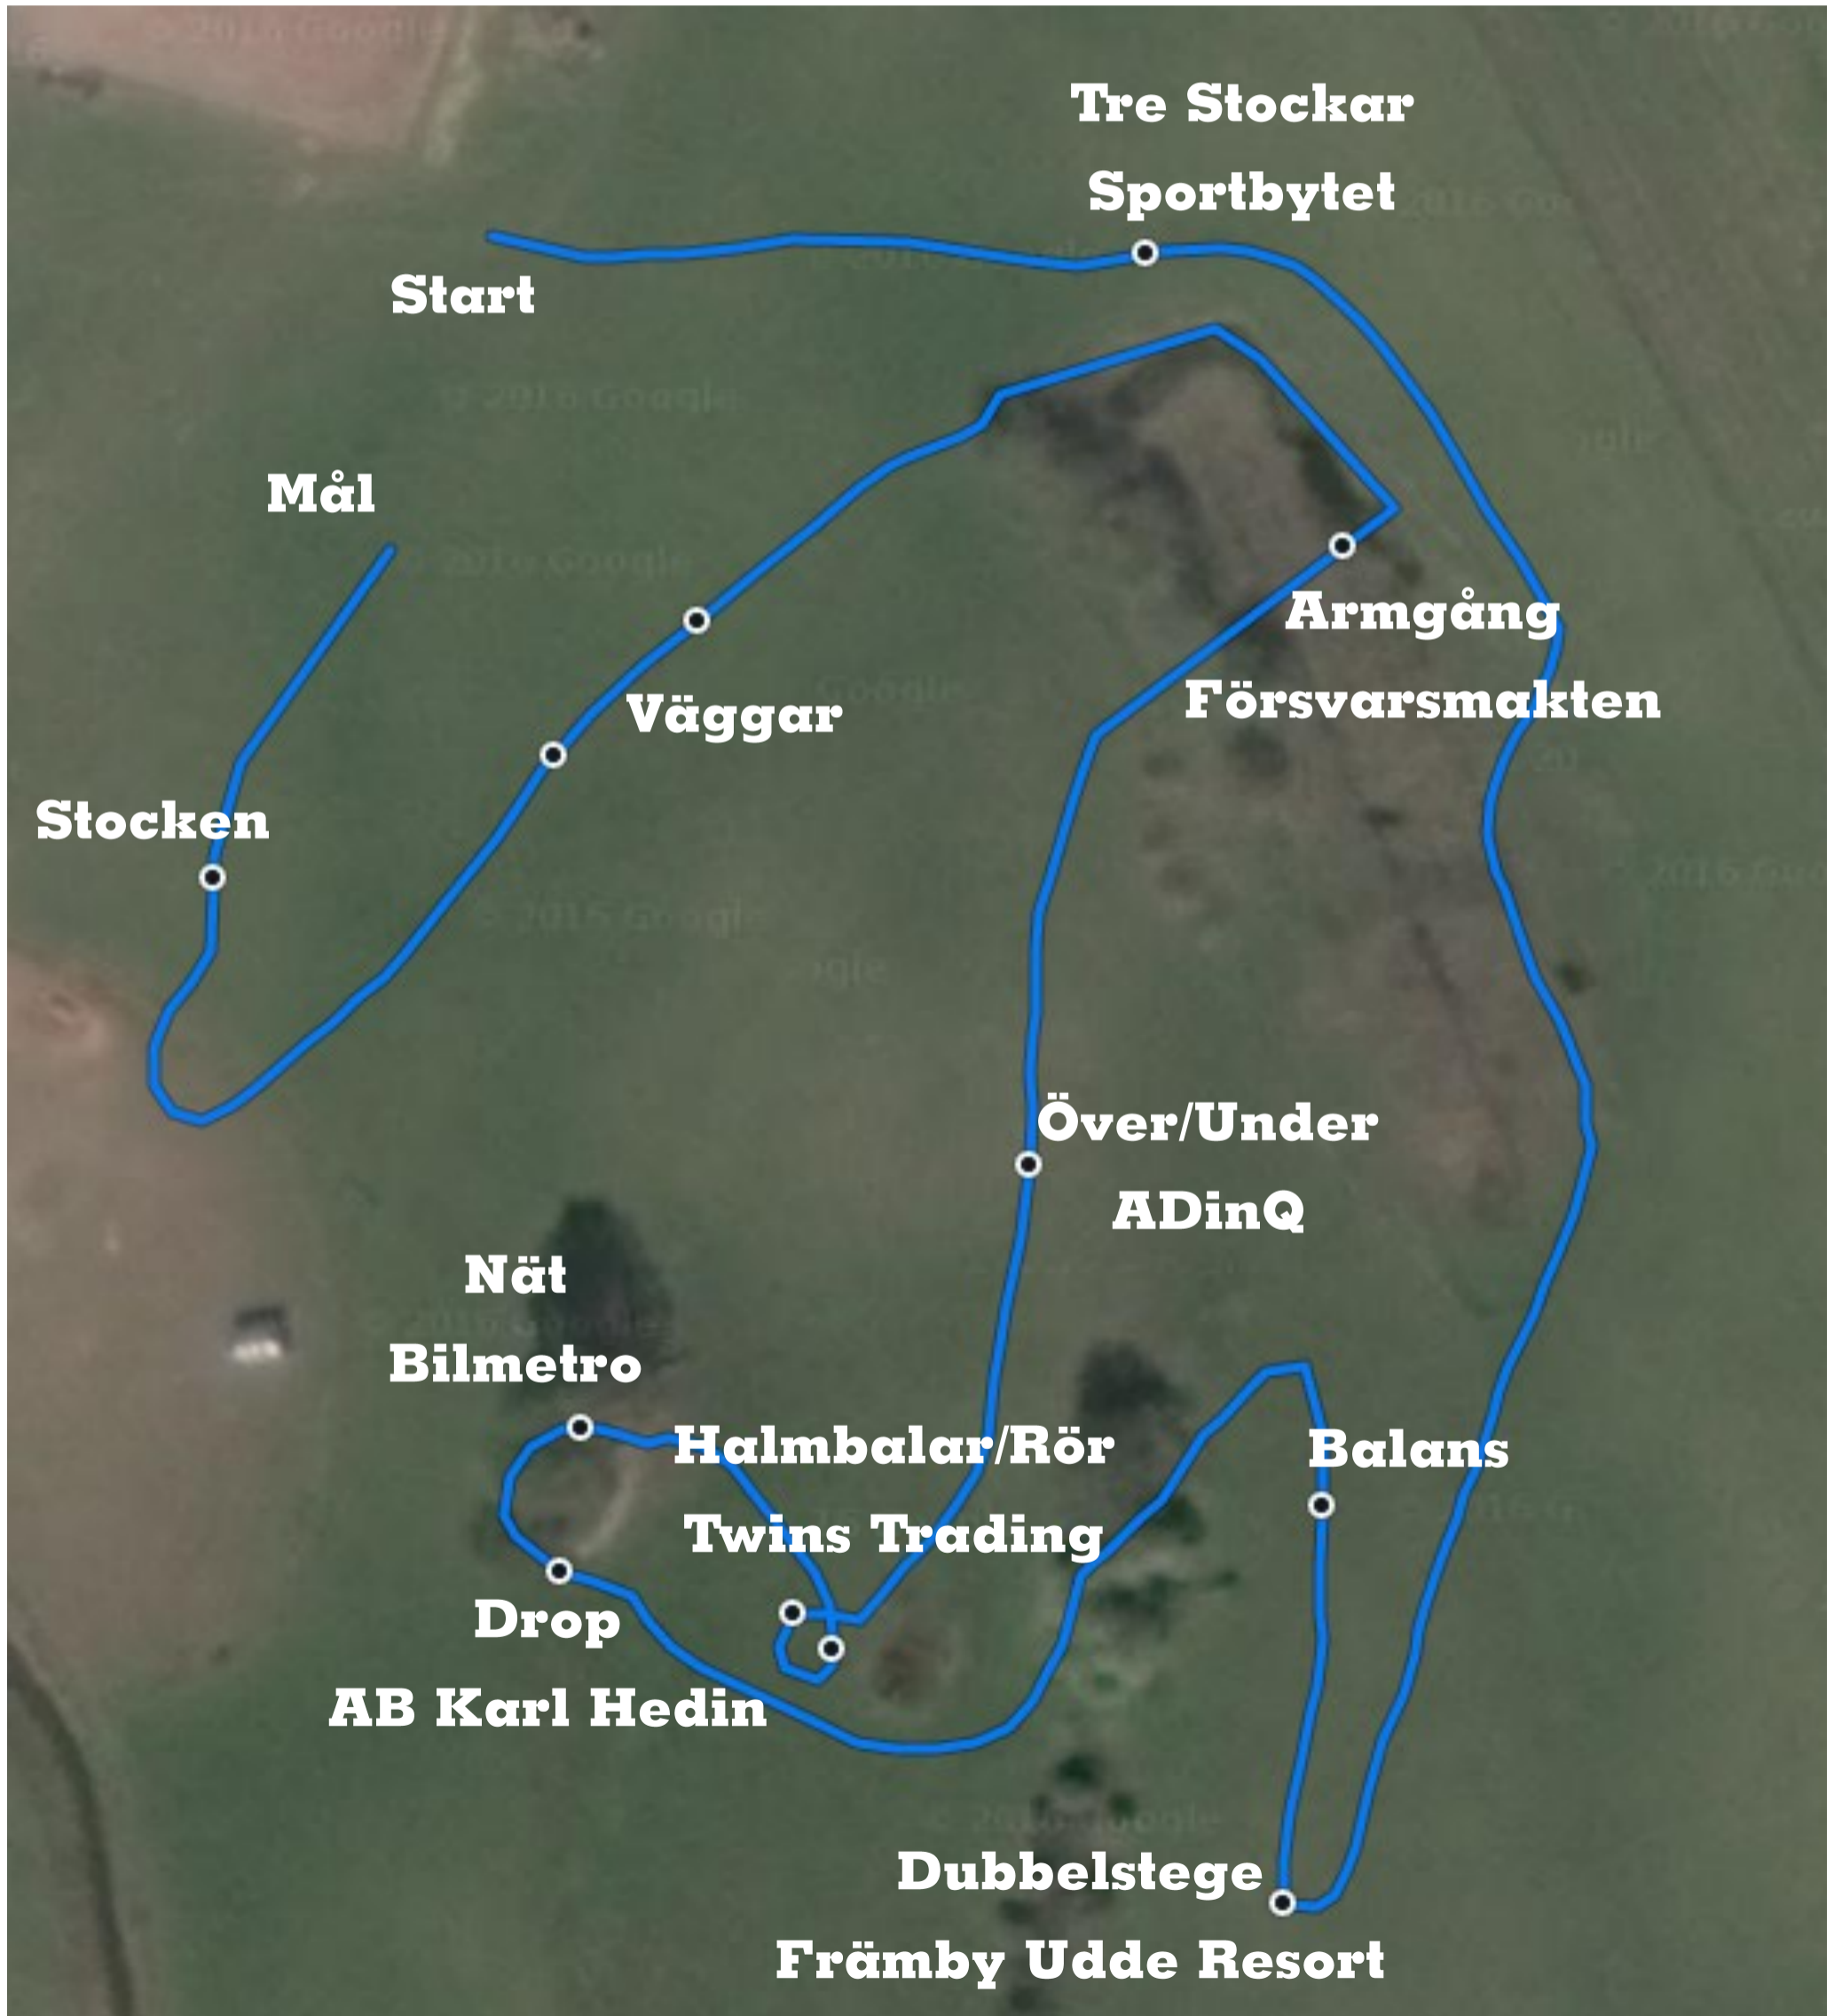 Tre Stockar
Sportbytet
Start
Mål
Armgång
Försvarsmakten
Väggar
Stocken
Över/Under
ADinQ
Nät
Bilmetro
Halmbalar/Rör
Twins Trading
Balans
Drop
AB Karl Hedin
Dubbelstege
Främby Udde Resort